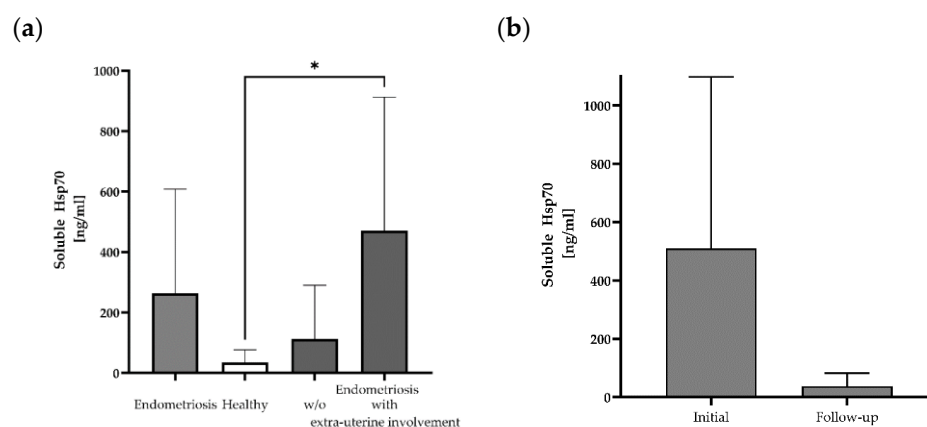 (a)
(b)
*
Soluble Hsp70
[ng/ml]
1000
800
600
400
200
0
Endometriosis
Healthy
w/o
Endometriosis
with
extra-uterine involvement
Soluble Hsp70
[ng/ml]
1000
800
600
400
200
0
Initial
Follow-up